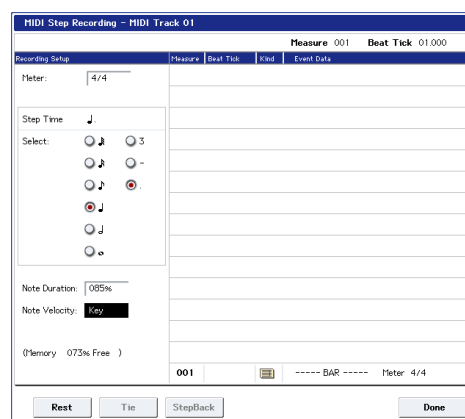 MIDI Step Recording - MIDI Track 01
Measure 001 Beat Tick 01.000
Recording Setup Measure Beat Tick Kind Event Data
Meter: 4/4
Step Time
Select: 3
-
.
Note Duration: 085%
Note Velocity: Key
(Memory 073% Free )
001 ----- BAR ----- Meter 4/4
Rest Tie StepBack Done